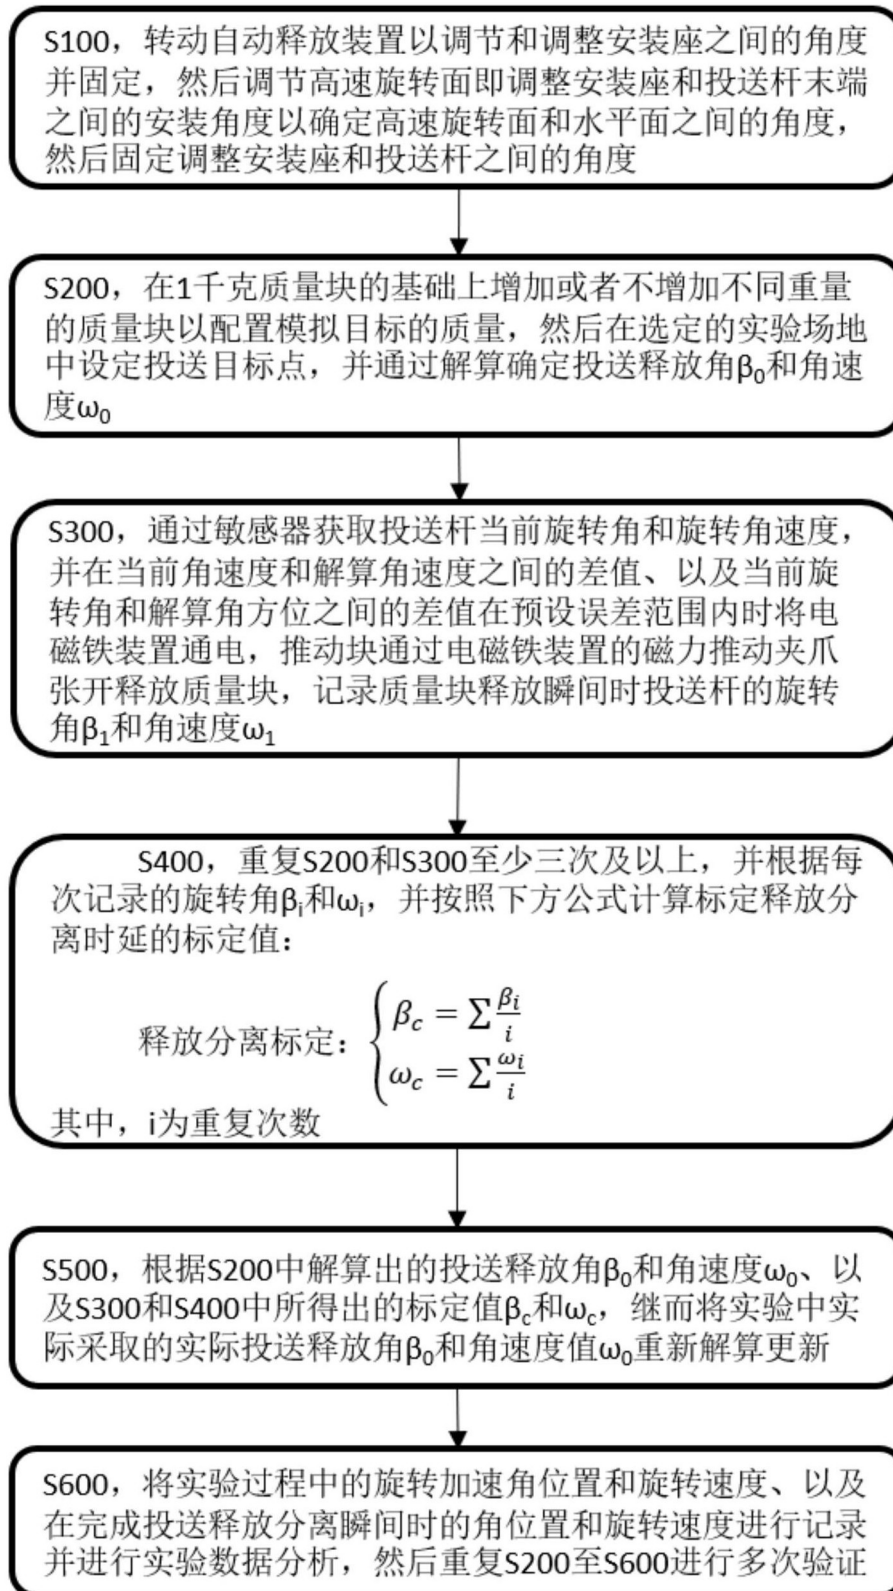 S100，转动自动释放装置以调节和调整安装座之间的角度
并固定，然后调节高速旋转面即调整安装座和投送杆末端
之间的安装角度以确定高速旋转面和水平面之间的角度，
然后固定调整安装座和投送杆之间的角度
S200，在1千克质量块的基础上增加或者不增加不同重量
的质量块以配置模拟目标的质量，然后在选定的实验场地
中设定投送目标点，并通过解算确定投送释放角β₀和角速
度ω₀
S300，通过敏感器获取投送杆当前旋转角和旋转角速度，
并在当前角速度和解算角速度之间的差值、以及当前旋
转角和解算角方位之间的差值在预设误差范围内时将电
磁铁装置通电，推动块通过电磁铁装置的磁力推动夹爪
张开释放质量块，记录质量块释放瞬间时投送杆的旋转
角β₁和角速度ω₁
S400，重复S200和S300至少三次及以上，并根据每
次记录的旋转角βᵢ和ωᵢ，并按照下方公式计算标定释放分
离时延的标定值：
释放分离标定：{β_c = ∑ β_i/i
ω_c = ∑ ω_i/i
其中，i为重复次数
S500，根据S200中解算出的投送释放角β₀和角速度ω₀、以
及S300和S400中所得出的标定值β_c和ω_c，继而将实验中实
际采取的实际投送释放角β₀和角速度值ω₀重新解算更新
S600，将实验过程中的旋转加速角位置和旋转速度、以及
在完成投送释放分离瞬间时的角位置和旋转速度进行记录
并进行实验数据分析，然后重复S200至S600进行多次验证